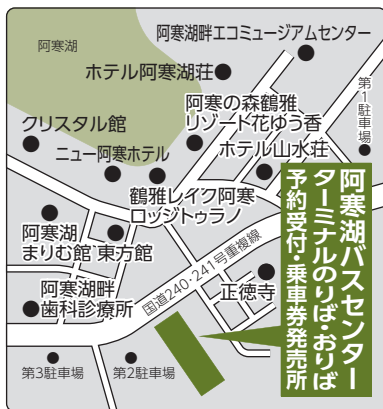 阿寒湖
阿寒湖畔エコミュージアムセンター
ホテル阿寒湖荘
第1駐車場
阿寒の森鶴雅
リゾート花ゆう香
クリスタル館
ニュー阿寒ホテル
ホテル山水荘
鶴雅レイク阿寒
ロッジトゥラノ
阿寒湖
まりむ館
東方館
阿寒湖畔
歯科診療所
国道240・241号重複線
正徳寺
第3駐車場
第2駐車場
阿寒湖バスセンター
ターミナルのりば・おりば
予約受付・乗車券発売所